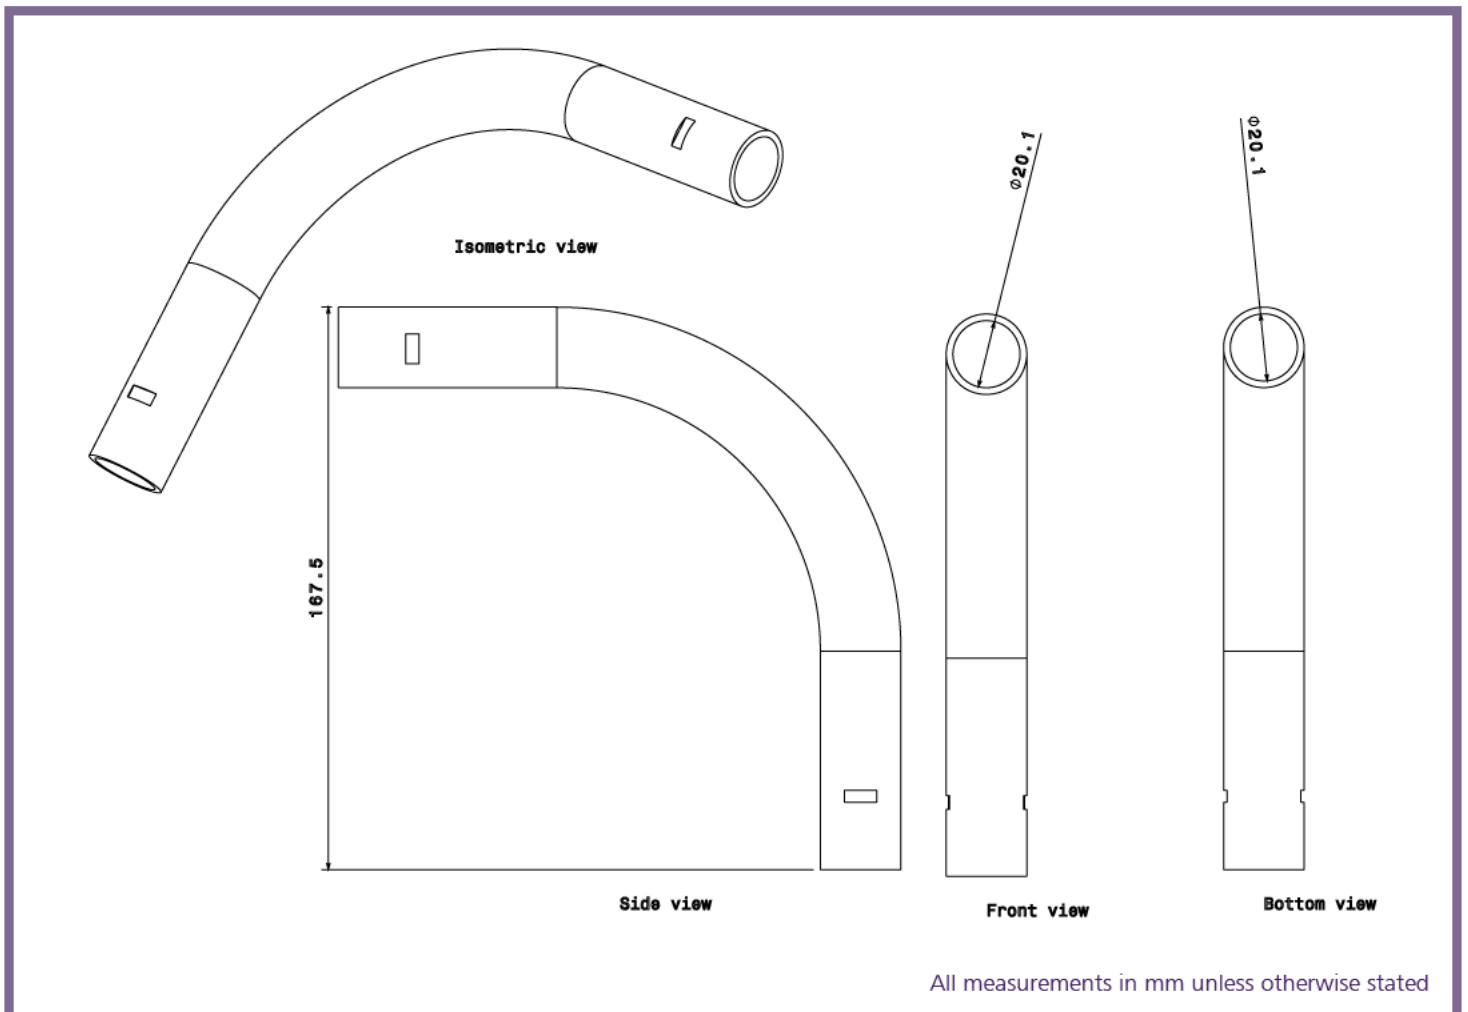 Ø20.1
Ø20.1
Isometric view
167.5
Side view
Front view
Bottom view
All measurements in mm unless otherwise stated